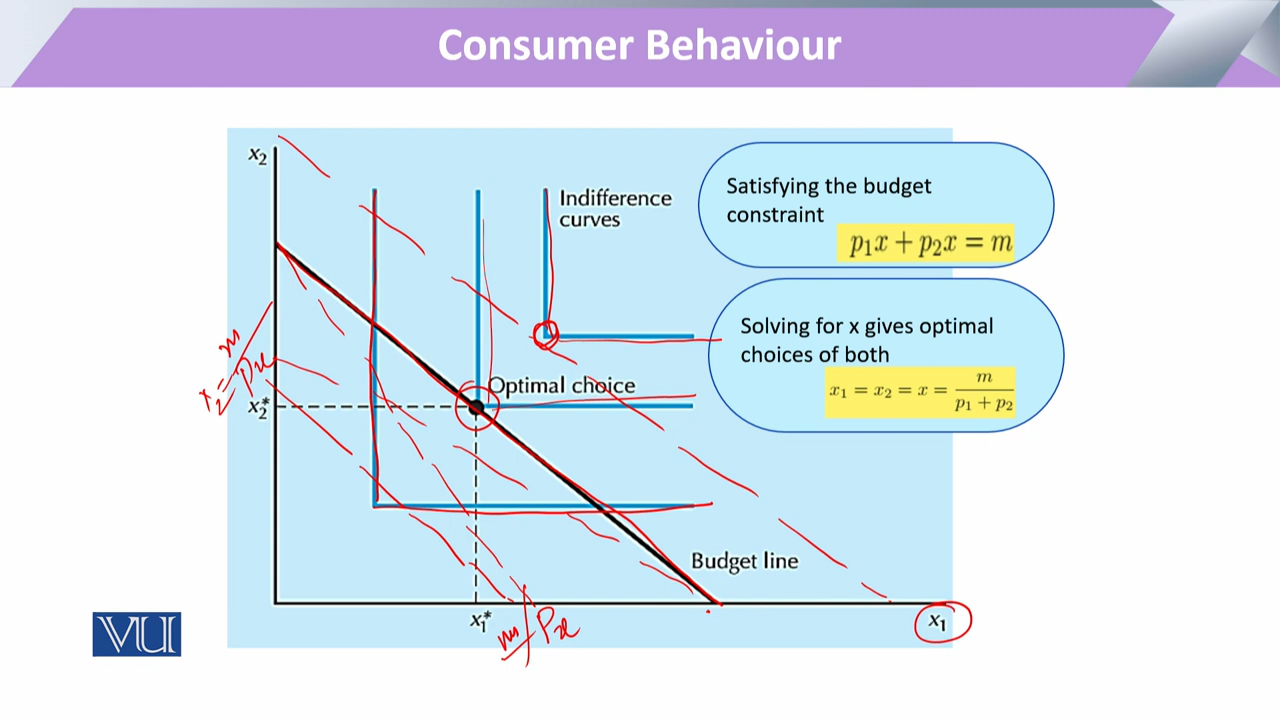 Consumer Behaviour
x₂
Indifference
curves
Satisfying the budget
constraint
p₁x + p₂x = m
Solving for x gives optimal
choices of both
x₁ = x₂ = x = m / (p₁ + p₂)
Optimal choice
x₂*
Budget line
VU
x₁*
x₁
m/Px